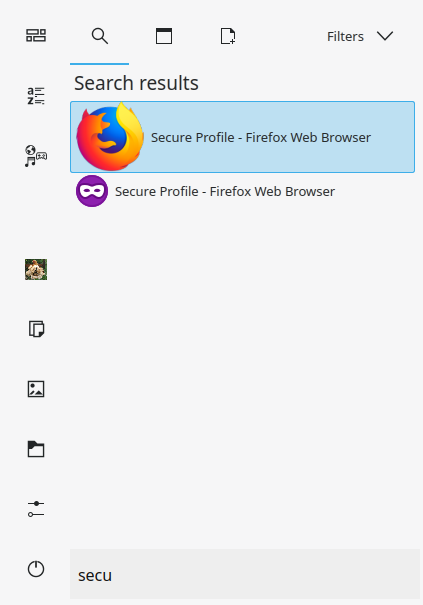 Filters
Search results
Secure Profile - Firefox Web Browser
Secure Profile - Firefox Web Browser
secu